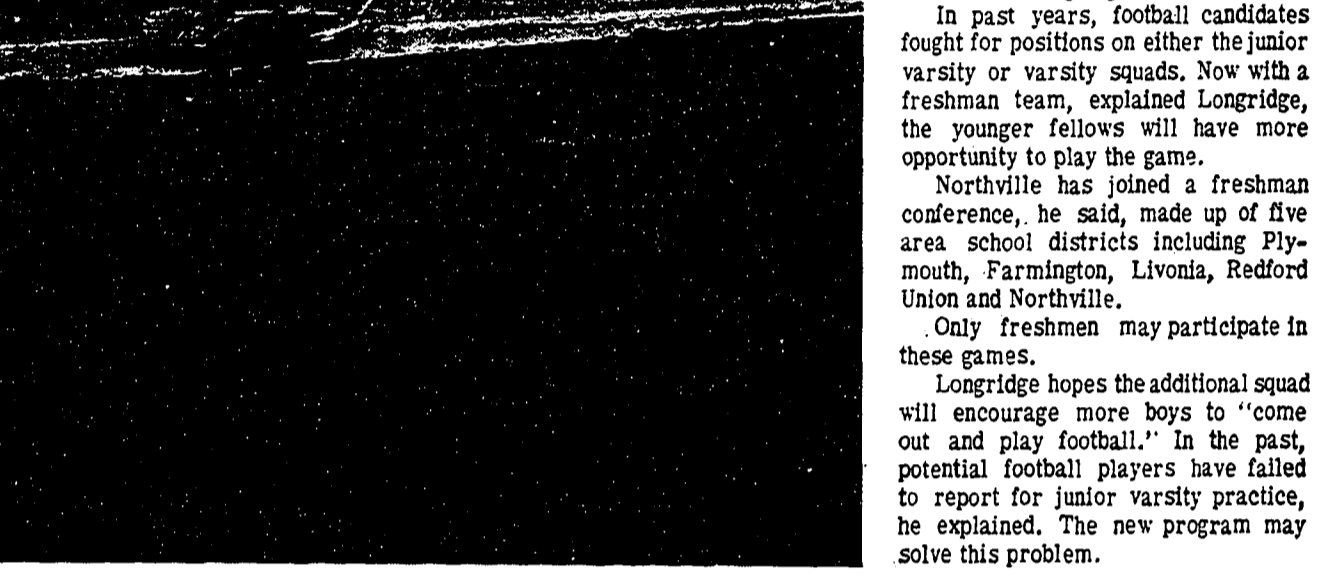 In past years, football candidates
fought for positions on either the junior
varsity or varsity squads. Now with a
freshman team, explained Longridge,
the younger fellows will have more
opportunity to play the game.
Northville has joined a freshman
conference, he said, made up of five
area school districts including Ply-
mouth, Farmington, Livonia, Redford
Union and Northville.
Only freshmen may participate in
these games.
Longridge hopes the additional squad
will encourage more boys to "come
out and play football." In the past,
potential football players have failed
to report for junior varsity practice,
he explained. The new program may
solve this problem.